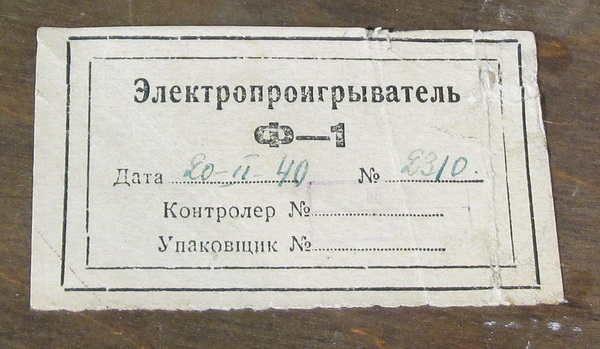 Электропроигрыватель
Ф—1
Дата 20-II-40 № 2310.
Контролер №
Упаковщик №